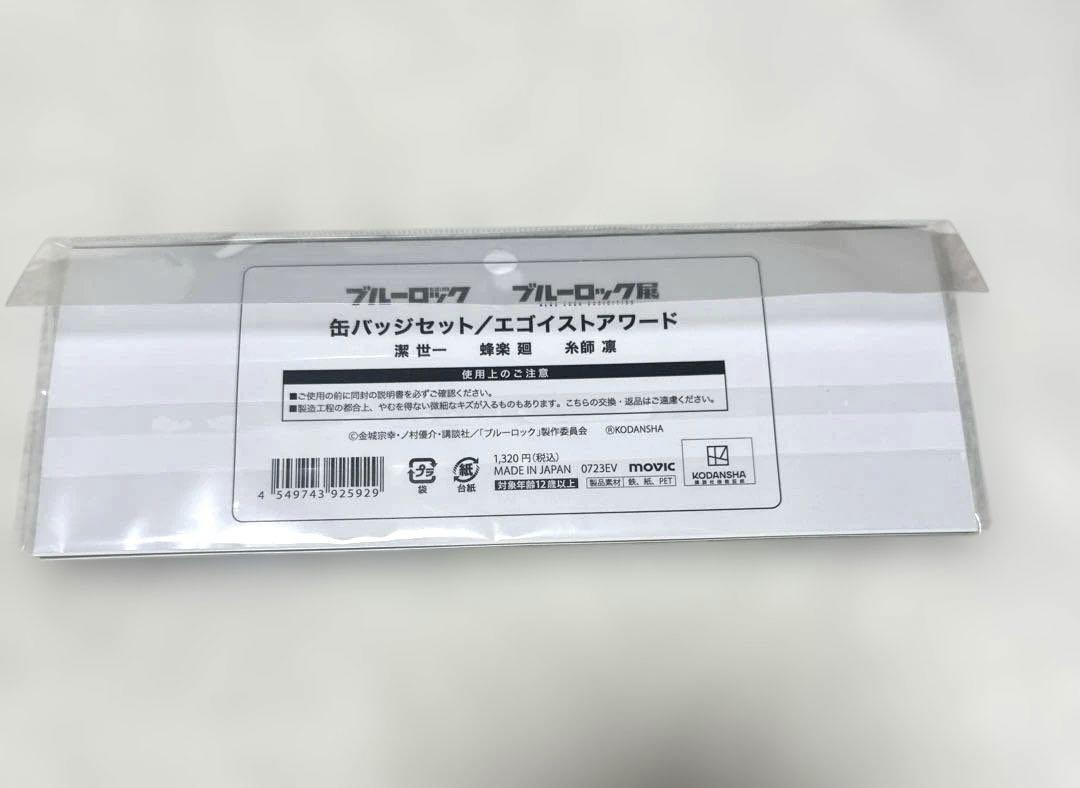 ブルーロック ブルーロック展
缶バッジセット／エゴイストアワード
潔 世一 蜂楽 廻 糸師 凛
使用上のご注意
■ご使用の前に同封の説明書を必ずご確認ください。
■製造工程の都合上、やむを得ない微細なキズが入るものもあります。こちらの交換・返品はご遠慮ください。
©金城宗幸・ノ村優介・講談社／「ブルーロック」製作委員会 ®KODANSHA
4 549743 925929
プラ
袋
紙
台紙
1,320円(税込)
MADE IN JAPAN 0723EV movic
対象年齢12歳以上 製品素材 鉄、紙、PET
KODANSHA